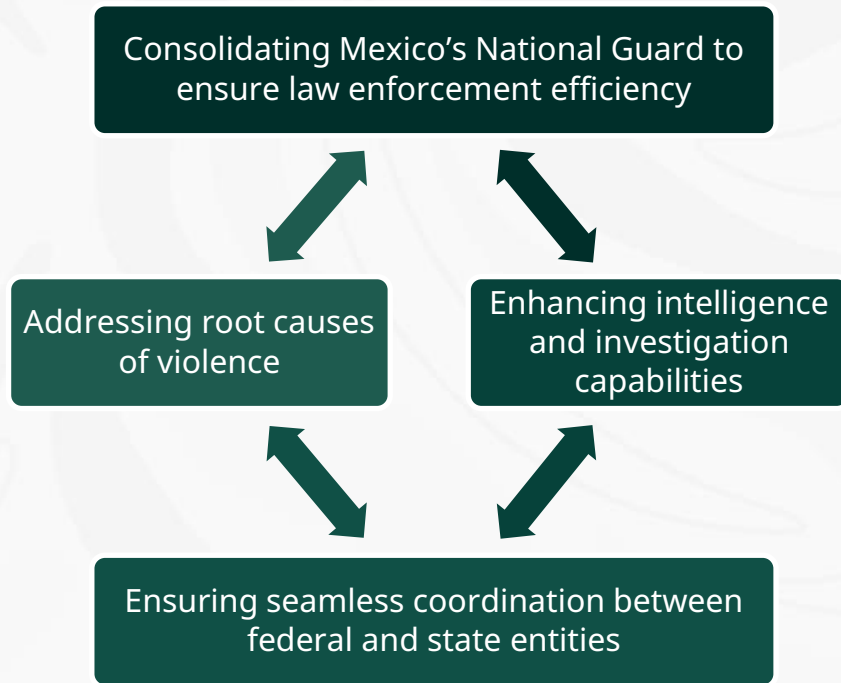 Consolidating Mexico’s National Guard to
ensure law enforcement efficiency
Addressing root causes
of violence
Enhancing intelligence
and investigation
capabilities
Ensuring seamless coordination between
federal and state entities